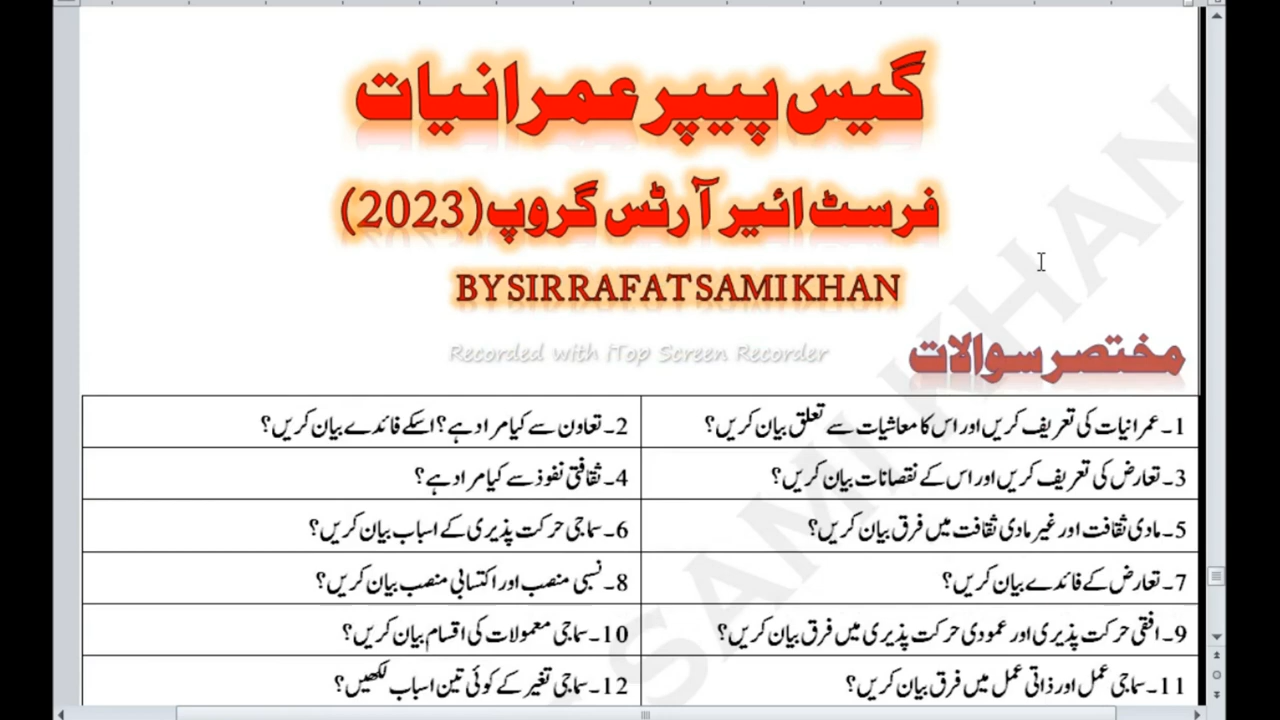 گیس پیپر عمرانیات
فرسٹ ائیر آرٹس گروپ (2023)
BY SIR RAFAT SAMI KHAN
Recorded with iTop Screen Recorder
مختصر سوالات
1۔ عمرانیات کی تعریف کریں اور اس کا معاشیات سے تعلق بیان کریں؟
2۔ تعاون سے کیا مراد ہے؟ اسکے فائدے بیان کریں؟
3۔ تعارض کی تعریف کریں اور اس کے نقصانات بیان کریں؟
4۔ ثقافتی نفوذ سے کیا مراد ہے؟
5۔ مادی ثقافت اور غیر مادی ثقافت میں فرق بیان کریں؟
6۔ سماجی حرکت پذیری کے اسباب بیان کریں؟
7۔ تعارض کے فائدے بیان کریں؟
8۔ نسبی منصب اور اکتسابی منصب بیان کریں؟
9۔ افقی حرکت پذیری اور عمودی حرکت پذیری میں فرق بیان کریں؟
10۔ سماجی معمولات کی اقسام بیان کریں؟
11۔ سماجی عمل اور ذاتی عمل میں فرق بیان کریں؟
12۔ سماجی تغیر کے کوئی تین اسباب لکھیں؟
SAMI KHAN